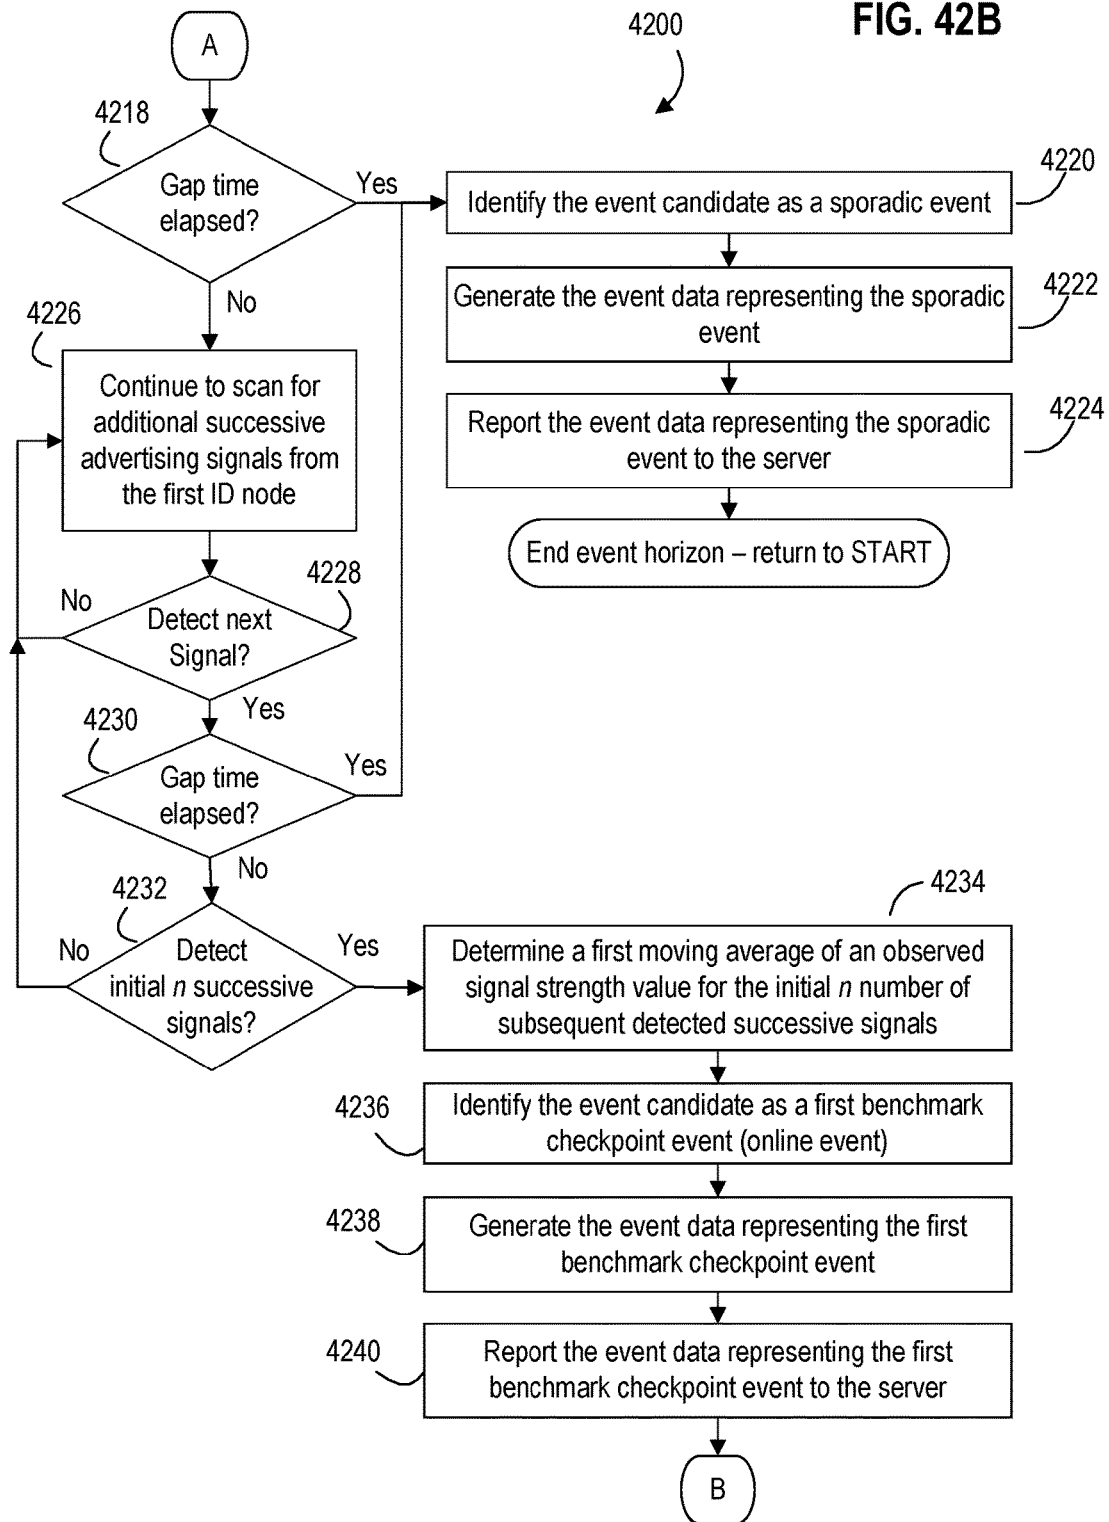 FIG. 42B
4200
A
4218
Gap time
elapsed?
Yes
No
4220
Identify the event candidate as a sporadic event
4222
Generate the event data representing the sporadic
event
4224
Report the event data representing the sporadic
event to the server
End event horizon – return to START
4226
Continue to scan for
additional successive
advertising signals from
the first ID node
4228
No
Detect next
Signal?
Yes
4230
Gap time
elapsed?
Yes
No
4232
No
Detect
initial n successive
signals?
Yes
4234
Determine a first moving average of an observed
signal strength value for the initial n number of
subsequent detected successive signals
4236
Identify the event candidate as a first benchmark
checkpoint event (online event)
4238
Generate the event data representing the first
benchmark checkpoint event
4240
Report the event data representing the first
benchmark checkpoint event to the server
B